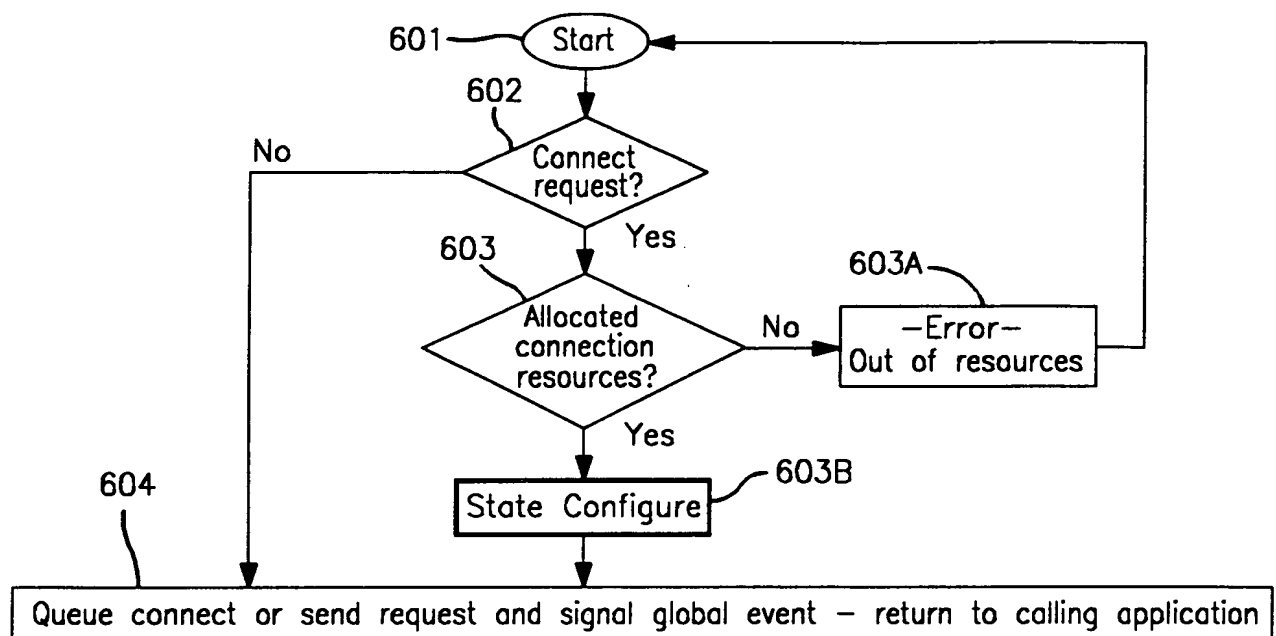 601
Start
602
No
Connect
request?
Yes
603
603A
Allocated
connection
resources?
No
—Error—
Out of resources
Yes
603B
State Configure
604
Queue connect or send request and signal global event – return to calling application